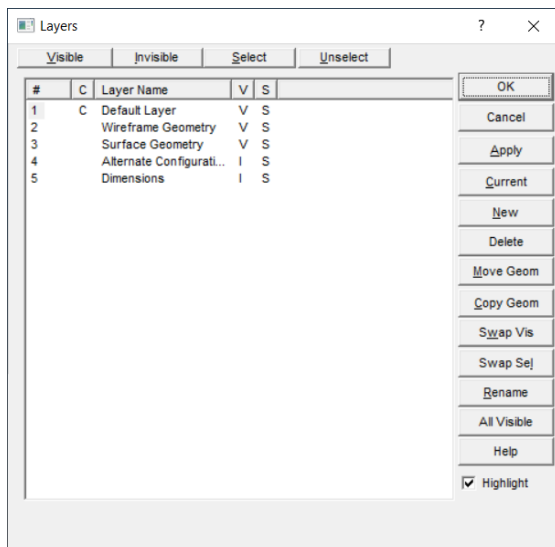 Layers
?
Visible Invisible Select Unselect
# C Layer Name V S
1 C Default Layer V S
2 Wireframe Geometry V S
3 Surface Geometry V S
4 Alternate Configurati... I S
5 Dimensions I S
OK
Cancel
Apply
Current
New
Delete
Move Geom
Copy Geom
Swap Vis
Swap Sel
Rename
All Visible
Help
Highlight